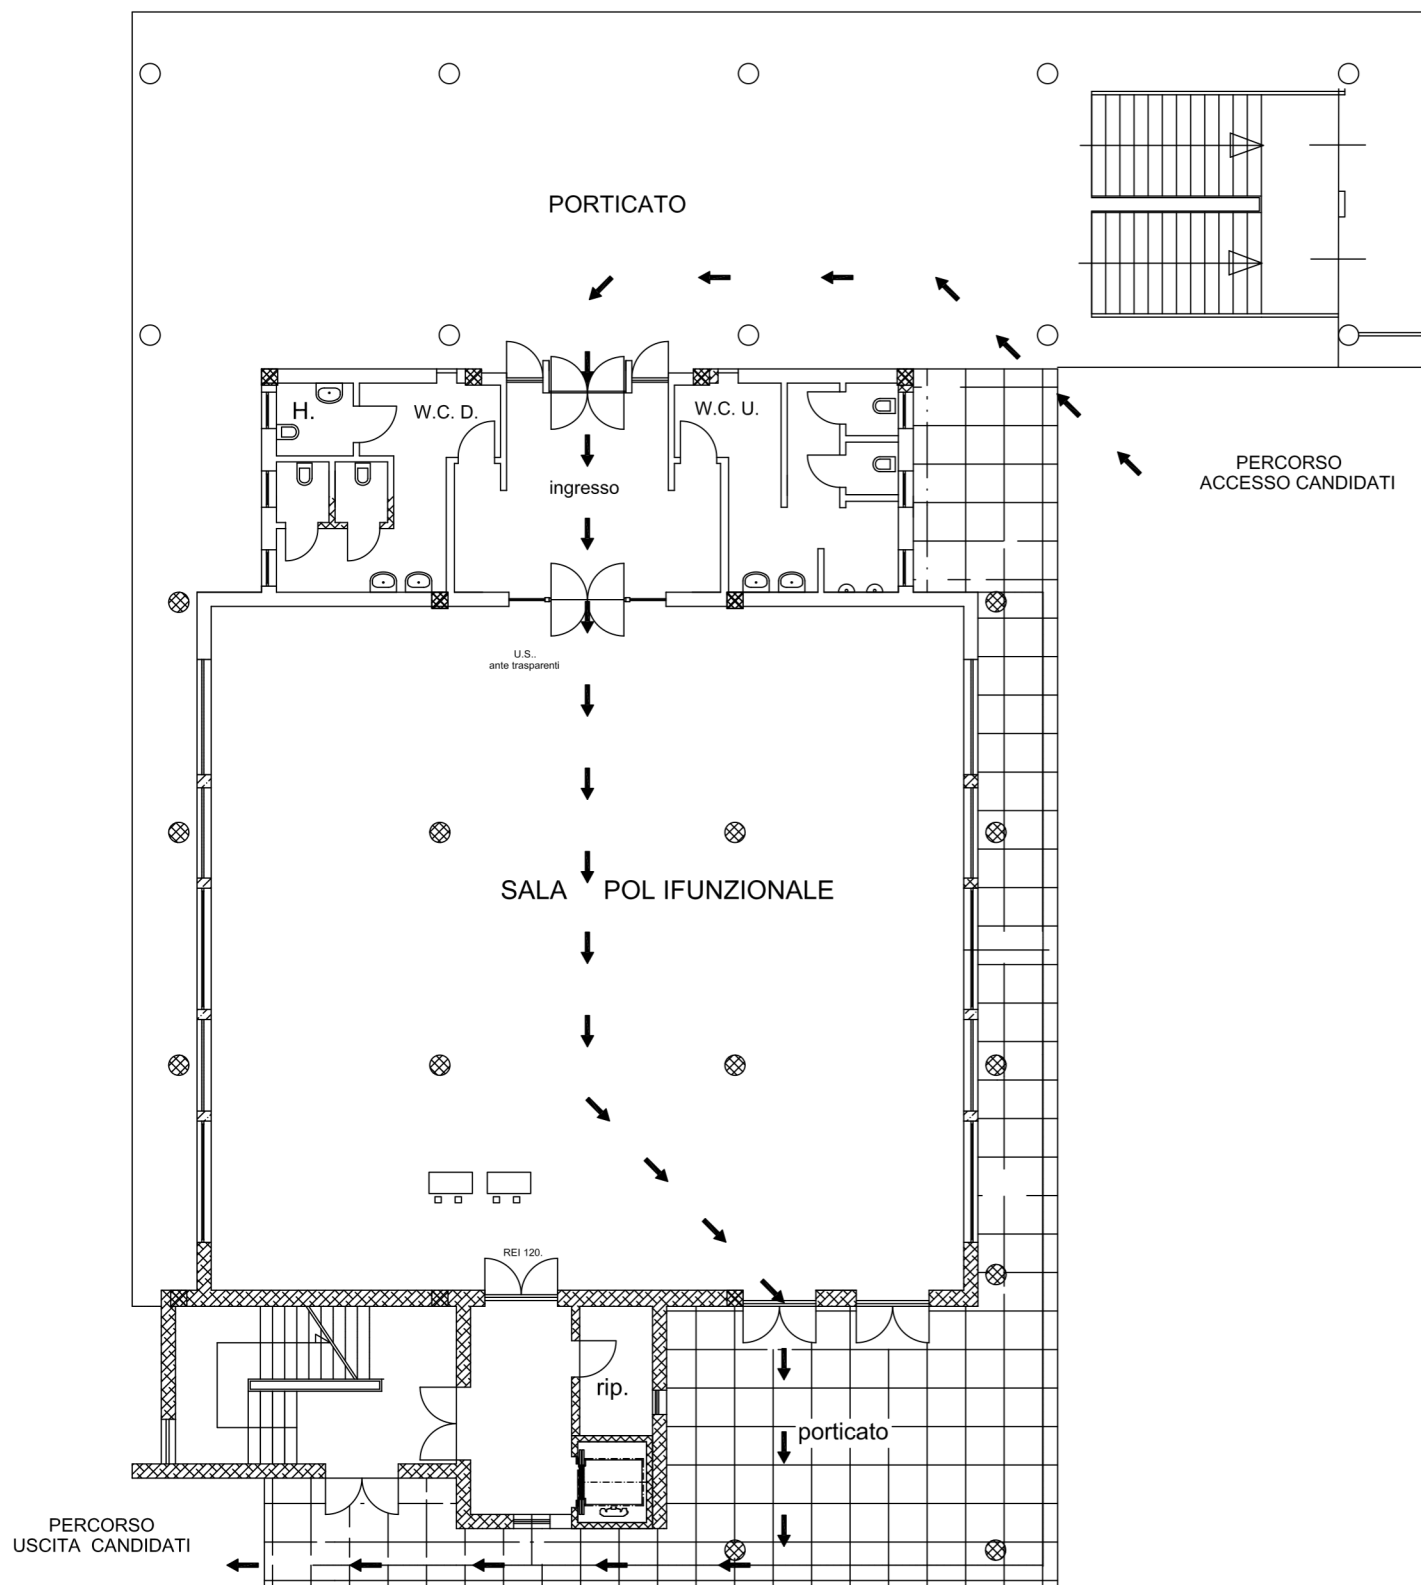 PORTICATO
H.
W.C. D.
W.C. U.
ingresso
PERCORSO
ACCESSO CANDIDATI
U.S..
ante trasparenti
SALA POL IFUNZIONALE
REI 120.
rip.
porticato
PERCORSO
USCITA CANDIDATI